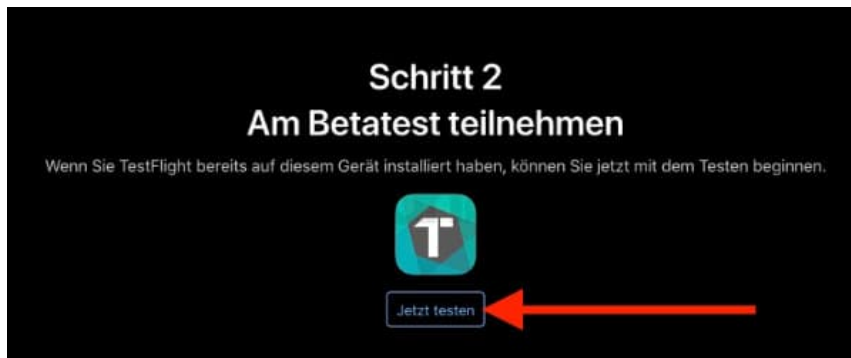 Schritt 2
Am Betatest teilnehmen
Wenn Sie TestFlight bereits auf diesem Gerät installiert haben, können Sie jetzt mit dem Testen beginnen.
T
Jetzt testen